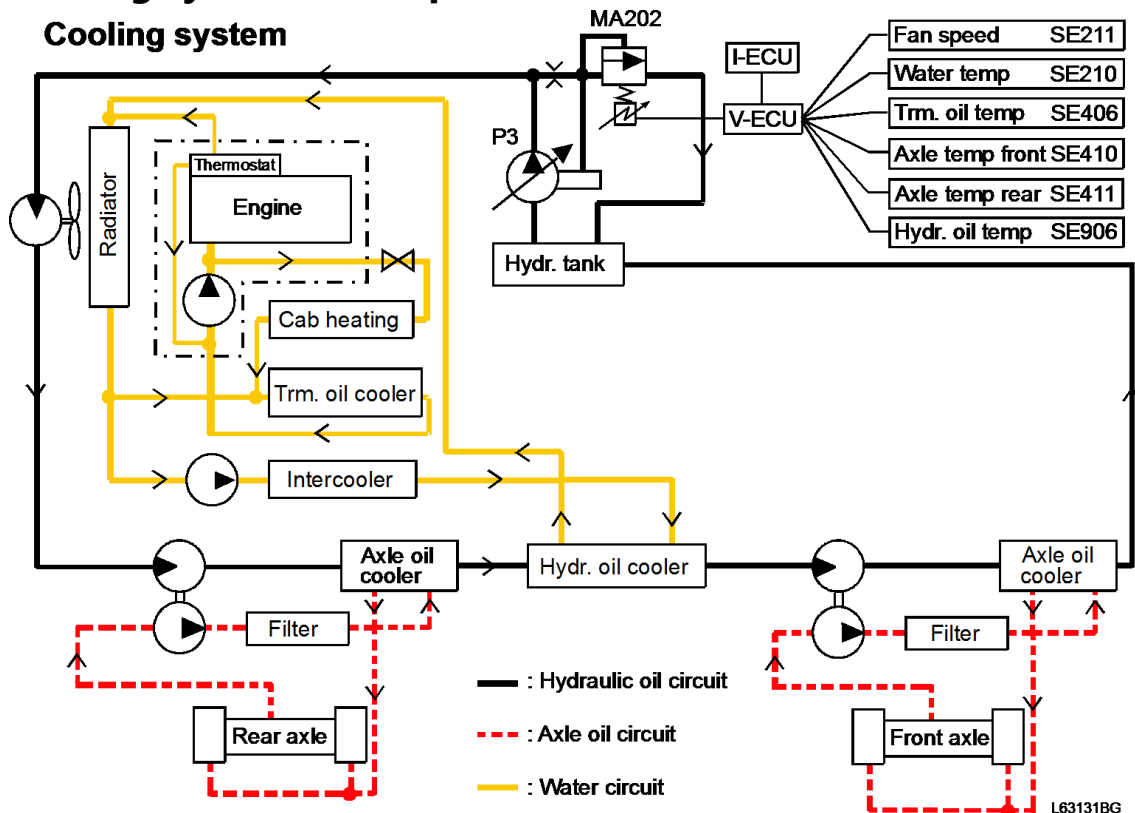 Cooling system
MA202
I-ECU
V-ECU
Fan speed SE211
Water temp SE210
Trm. oil temp SE406
Axle temp front SE410
Axle temp rear SE411
Hydr. oil temp SE906
P3
Thermostat
Engine
Radiator
Hydr. tank
Cab heating
Trm. oil cooler
Intercooler
Axle oil
cooler
Hydr. oil cooler
Axle oil
cooler
Filter
Filter
Rear axle
Front axle
: Hydraulic oil circuit
: Axle oil circuit
: Water circuit
L63131BG